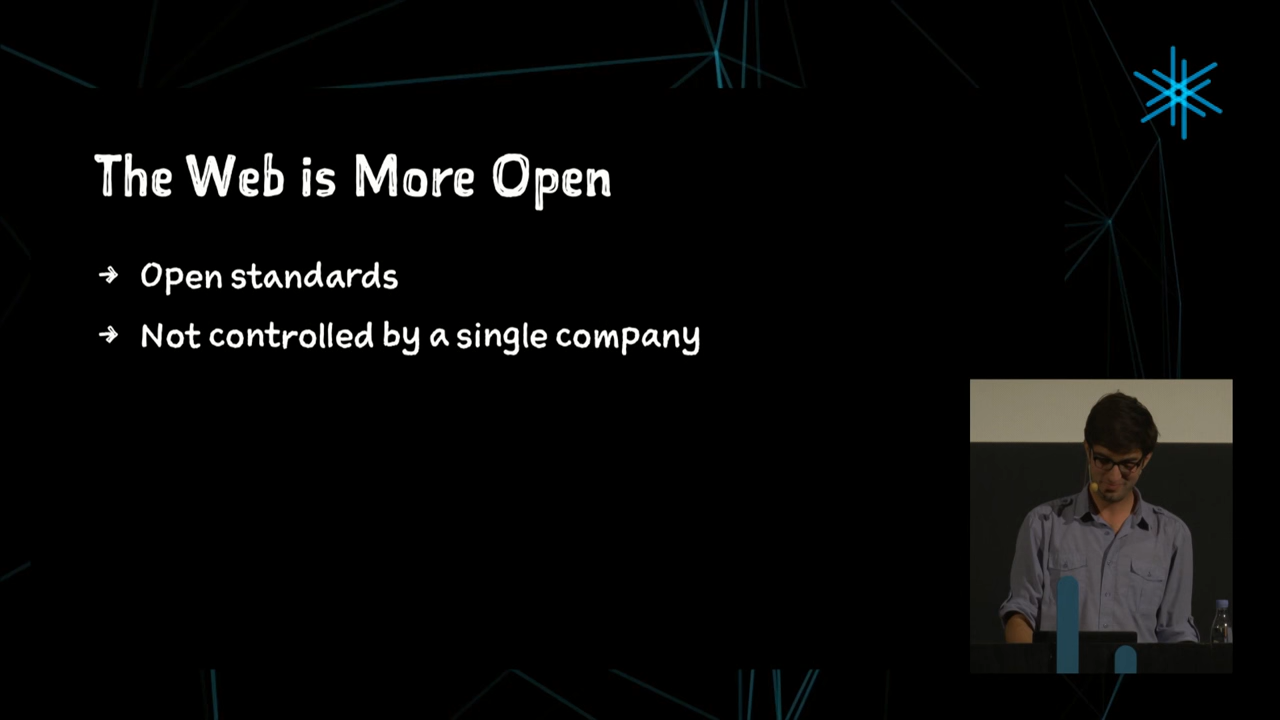 The Web is More Open
→ Open standards
→ Not controlled by a single company